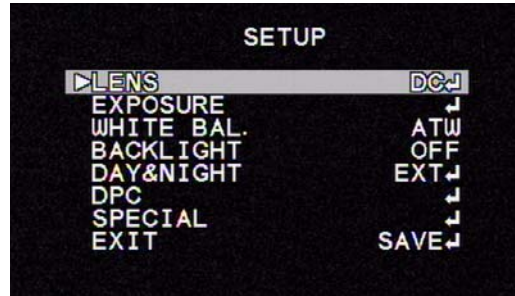 SETUP
▷LENS DC↵
EXPOSURE ↵
WHITE BAL. ATW
BACKLIGHT OFF
DAY&NIGHT EXT↵
DPC ↵
SPECIAL ↵
EXIT SAVE↵